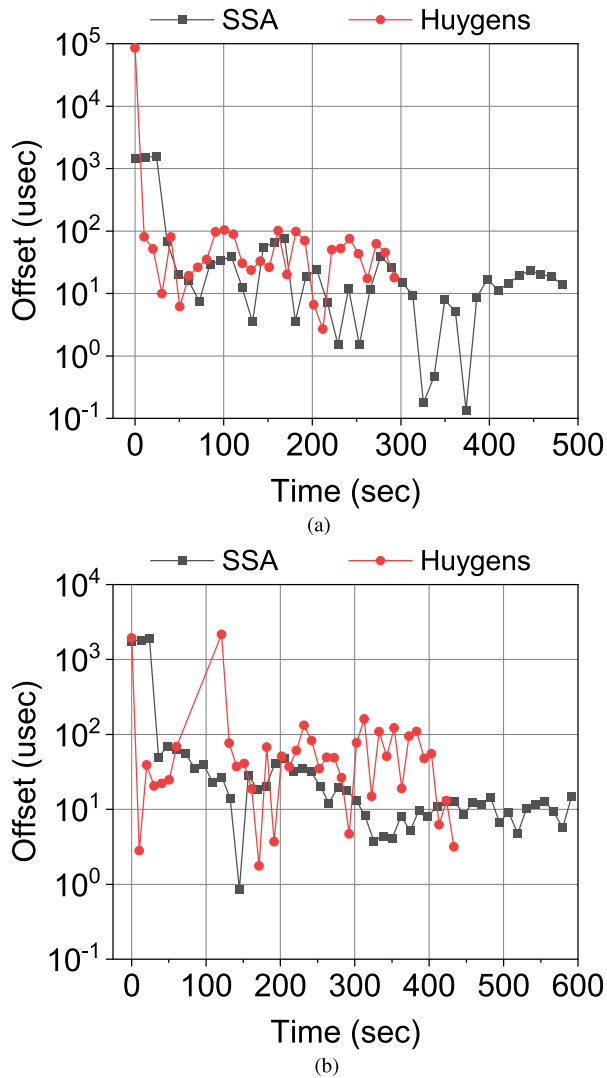 SSA Huygens
10^5
10^4
10^3
10^2
10^1
10^0
10^-1
Offset (usec)
0 100 200 300 400 500
Time (sec)
(a)
SSA Huygens
10^4
10^3
10^2
10^1
10^0
10^-1
Offset (usec)
0 100 200 300 400 500 600
Time (sec)
(b)